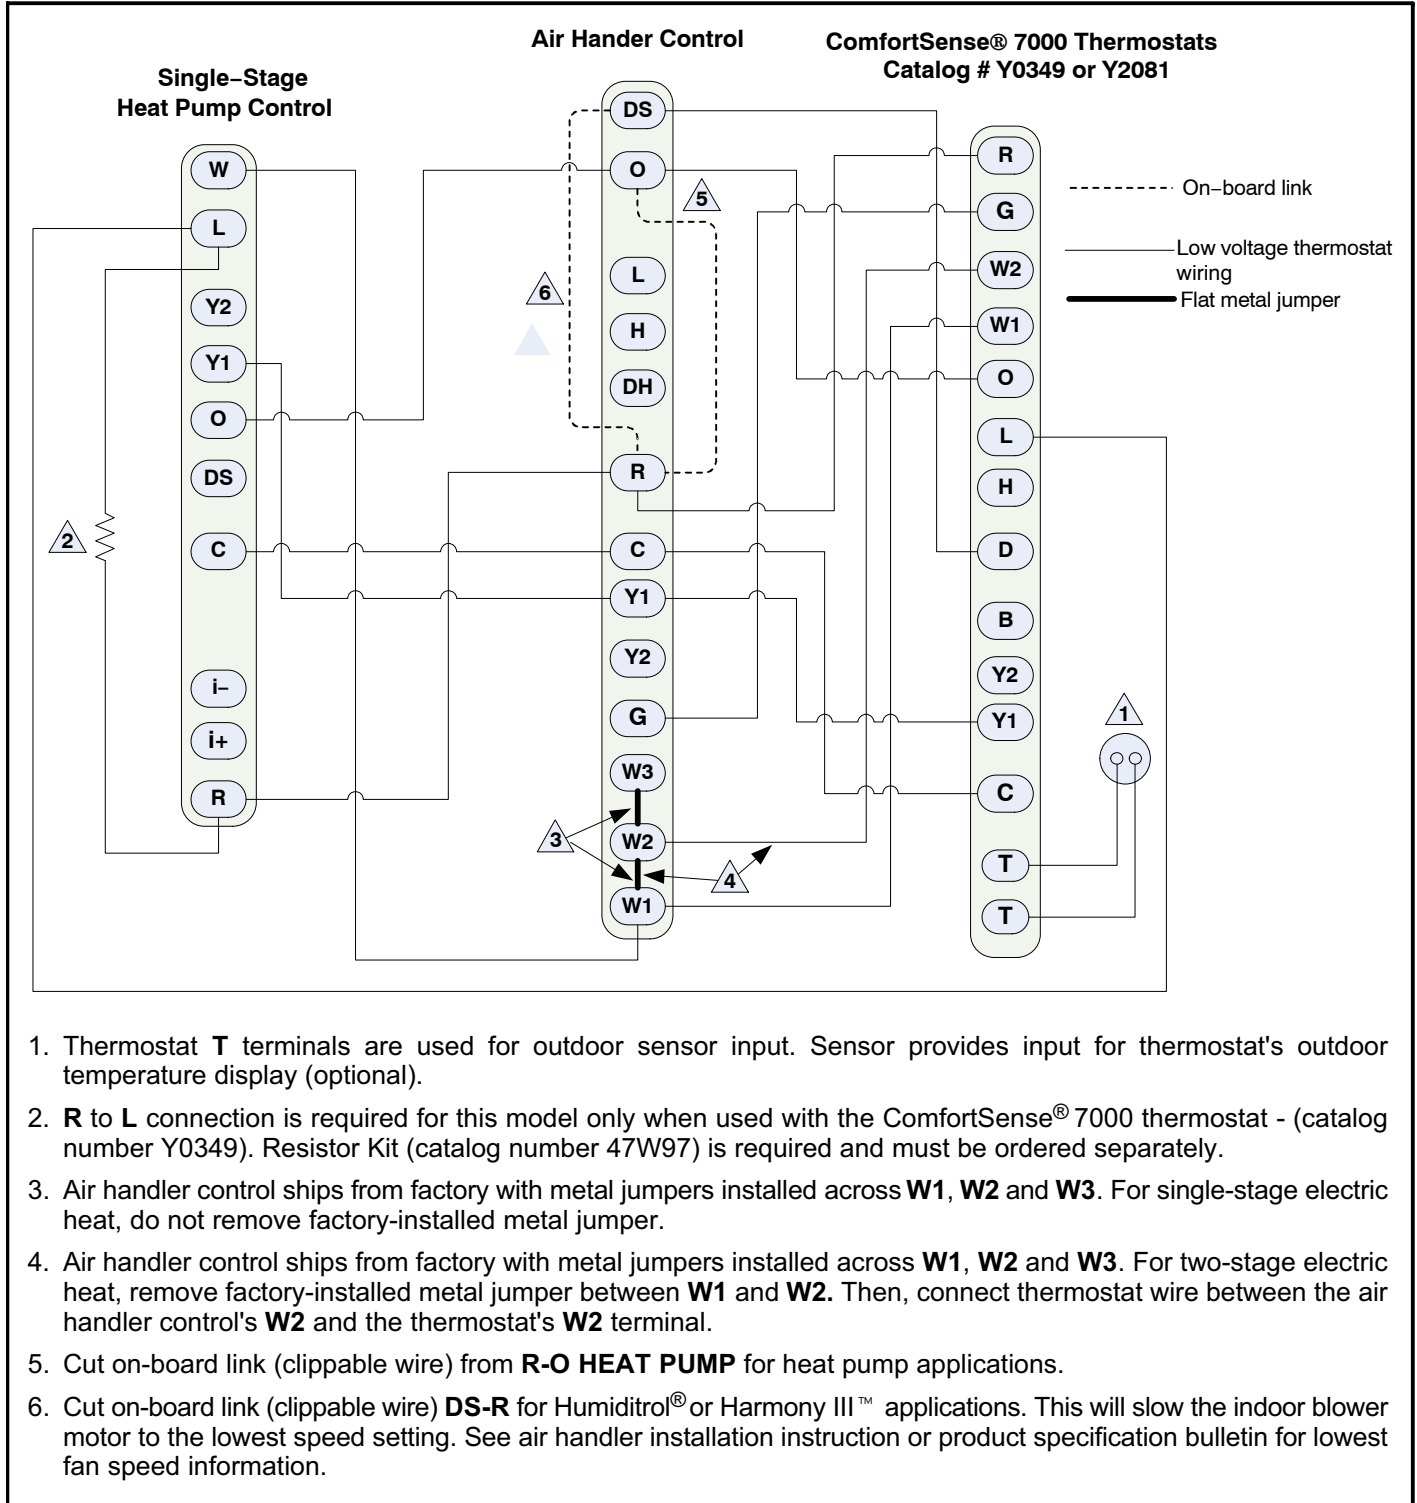 Air Hander Control
ComfortSense® 7000 Thermostats
Catalog # Y0349 or Y2081
Single–Stage
Heat Pump Control
W
L
Y2
Y1
O
DS
C
i–
i+
R
2
DS
O
L
H
DH
R
C
Y1
Y2
G
W3
W2
W1
5
6
3
4
R
G
W2
W1
O
L
H
D
B
Y2
Y1
C
T
T
1
On–board link
Low voltage thermostat
wiring
Flat metal jumper
1. Thermostat T terminals are used for outdoor sensor input. Sensor provides input for thermostat's outdoor
temperature display (optional).
2. R to L connection is required for this model only when used with the ComfortSense® 7000 thermostat - (catalog
number Y0349). Resistor Kit (catalog number 47W97) is required and must be ordered separately.
3. Air handler control ships from factory with metal jumpers installed across W1, W2 and W3. For single-stage electric
heat, do not remove factory-installed metal jumper.
4. Air handler control ships from factory with metal jumpers installed across W1, W2 and W3. For two-stage electric
heat, remove factory-installed metal jumper between W1 and W2. Then, connect thermostat wire between the air
handler control's W2 and the thermostat's W2 terminal.
5. Cut on-board link (clippable wire) from R-O HEAT PUMP for heat pump applications.
6. Cut on-board link (clippable wire) DS-R for Humiditrol® or Harmony III™ applications. This will slow the indoor blower
motor to the lowest speed setting. See air handler installation instruction or product specification bulletin for lowest
fan speed information.